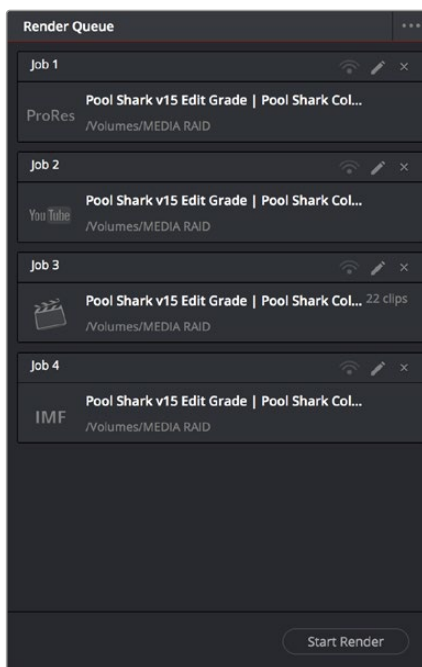 Render Queue
Job 1
ProRes
Pool Shark v15 Edit Grade | Pool Shark Col...
/Volumes/MEDIA RAID
Job 2
You Tube
Pool Shark v15 Edit Grade | Pool Shark Col...
/Volumes/MEDIA RAID
Job 3
Pool Shark v15 Edit Grade | Pool Shark Col... 22 clips
/Volumes/MEDIA RAID
Job 4
IMF
Pool Shark v15 Edit Grade | Pool Shark Col...
/Volumes/MEDIA RAID
Start Render